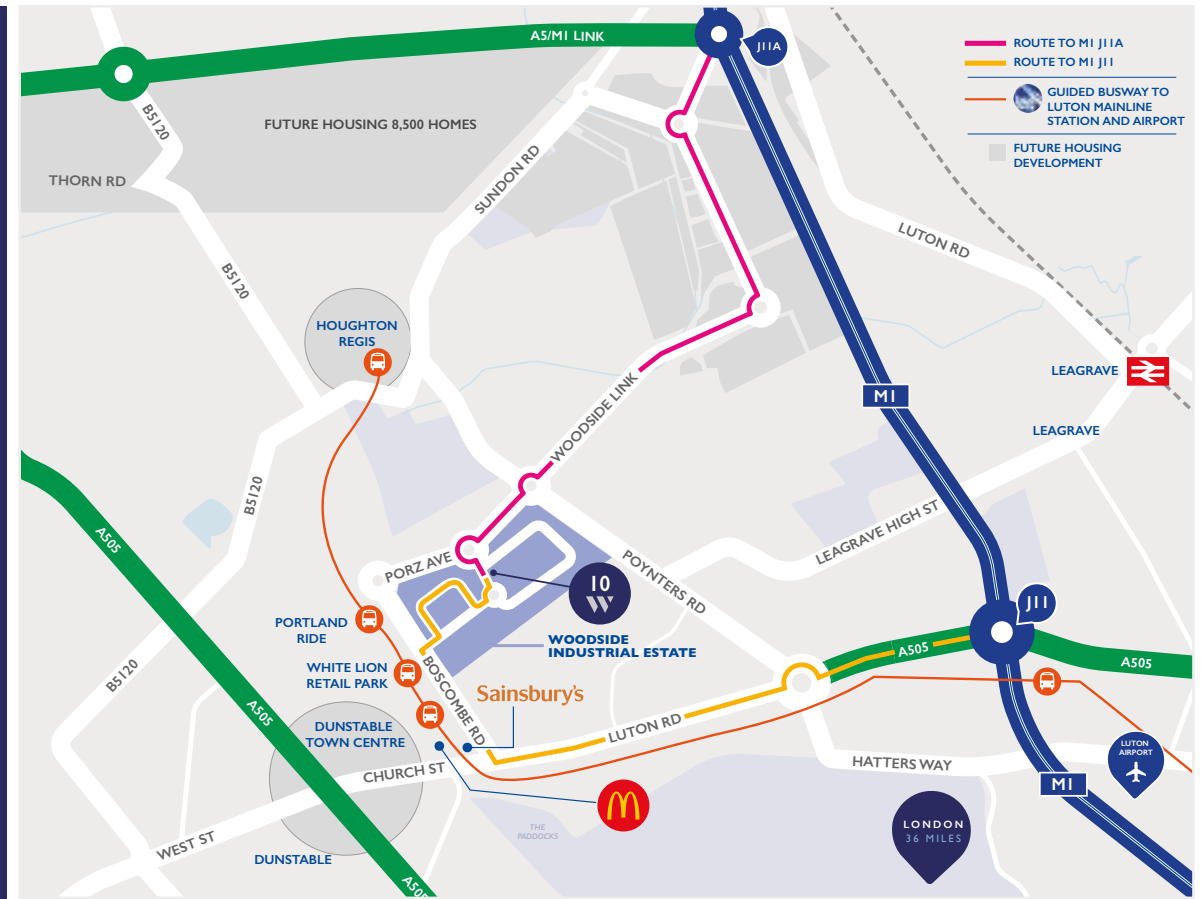 A5/M1 LINK
J11A
ROUTE TO M1 J11A
ROUTE TO M1 J11
GUIDED BUSWAY TO
LUTON MAINLINE
STATION AND AIRPORT
FUTURE HOUSING
DEVELOPMENT
B5120
FUTURE HOUSING 8,500 HOMES
THORN RD
SUNDON RD
LUTON RD
B5120
HOUGHTON
REGIS
LEAGRAVE
M1
WOODSIDE LINK
LEAGRAVE
B5120
A505
LEAGRAVE HIGH ST
PORZ AVE
POYNTERS RD
10
W
J11
PORTLAND
RIDE
WOODSIDE
INDUSTRIAL ESTATE
A505
A505
B5120
WHITE LION
RETAIL PARK
BOSCOMBE RD
Sainsbury's
A505
DUNSTABLE
TOWN CENTRE
LUTON RD
LUTON
AIRPORT
HATTERS WAY
CHURCH ST
M1
THE
PADDOCKS
LONDON
36 MILES
WEST ST
DUNSTABLE
A505